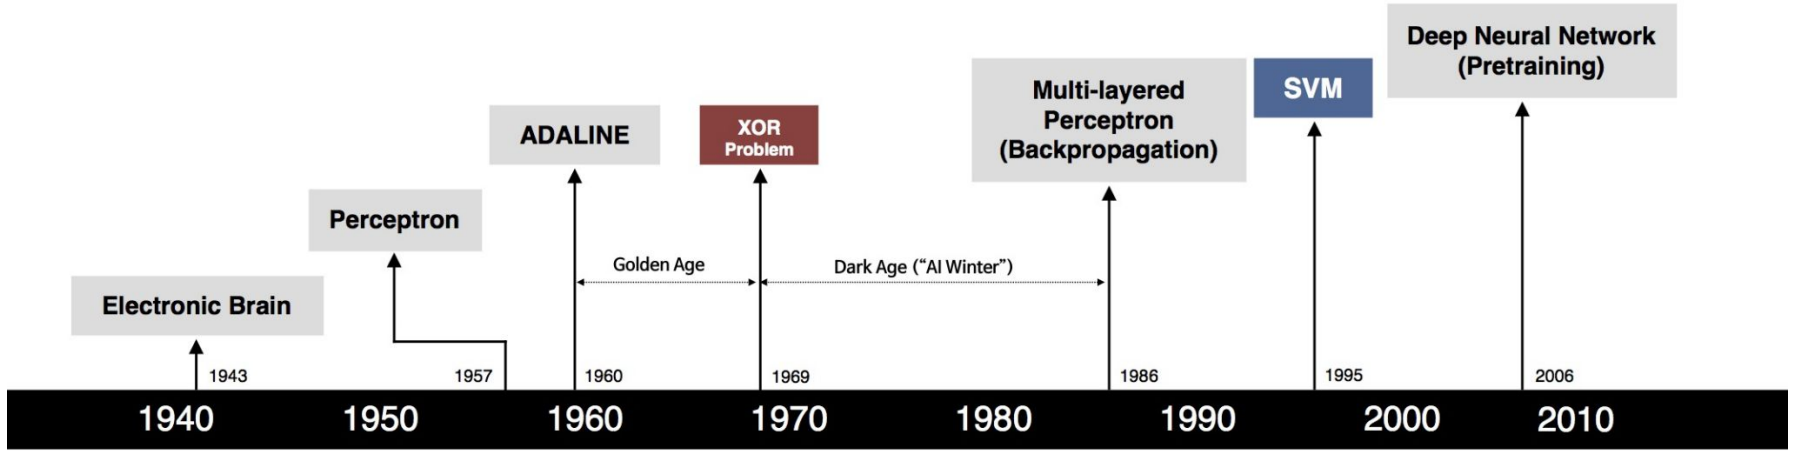 Deep Neural Network
(Pretraining)
Multi-layered
Perceptron
(Backpropagation)
SVM
ADALINE
XOR
Problem
Perceptron
Golden Age
Dark Age ("AI Winter")
Electronic Brain
1943
1957
1960
1969
1986
1995
2006
1940
1950
1960
1970
1980
1990
2000
2010